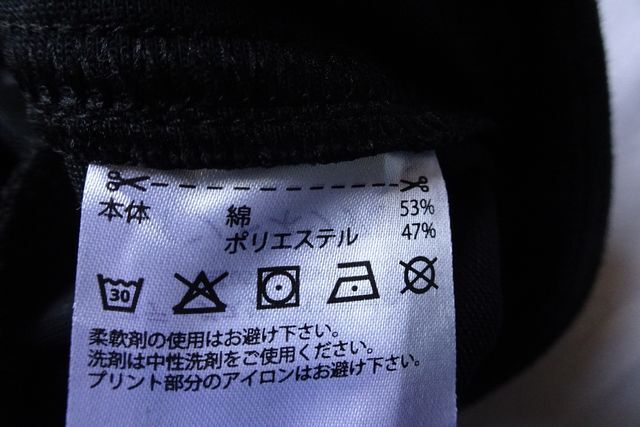 本体 綿 53%
ポリエステル 47%
30
柔軟剤の使用はお避け下さい。
洗剤は中性洗剤をご使用ください。
プリント部分のアイロンはお避け下さい。